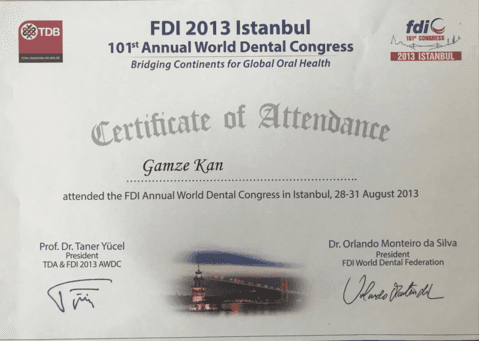 TDB
FDI 2013 Istanbul
101st Annual World Dental Congress
Bridging Continents for Global Oral Health
fdi
101st CONGRESS
2013 ISTANBUL
Certificate of Attendance
Gamze Kan
attended the FDI Annual World Dental Congress in Istanbul, 28-31 August 2013
Prof. Dr. Taner Yücel
President
TDA & FDI 2013 AWDC
Dr. Orlando Monteiro da Silva
President
FDI World Dental Federation